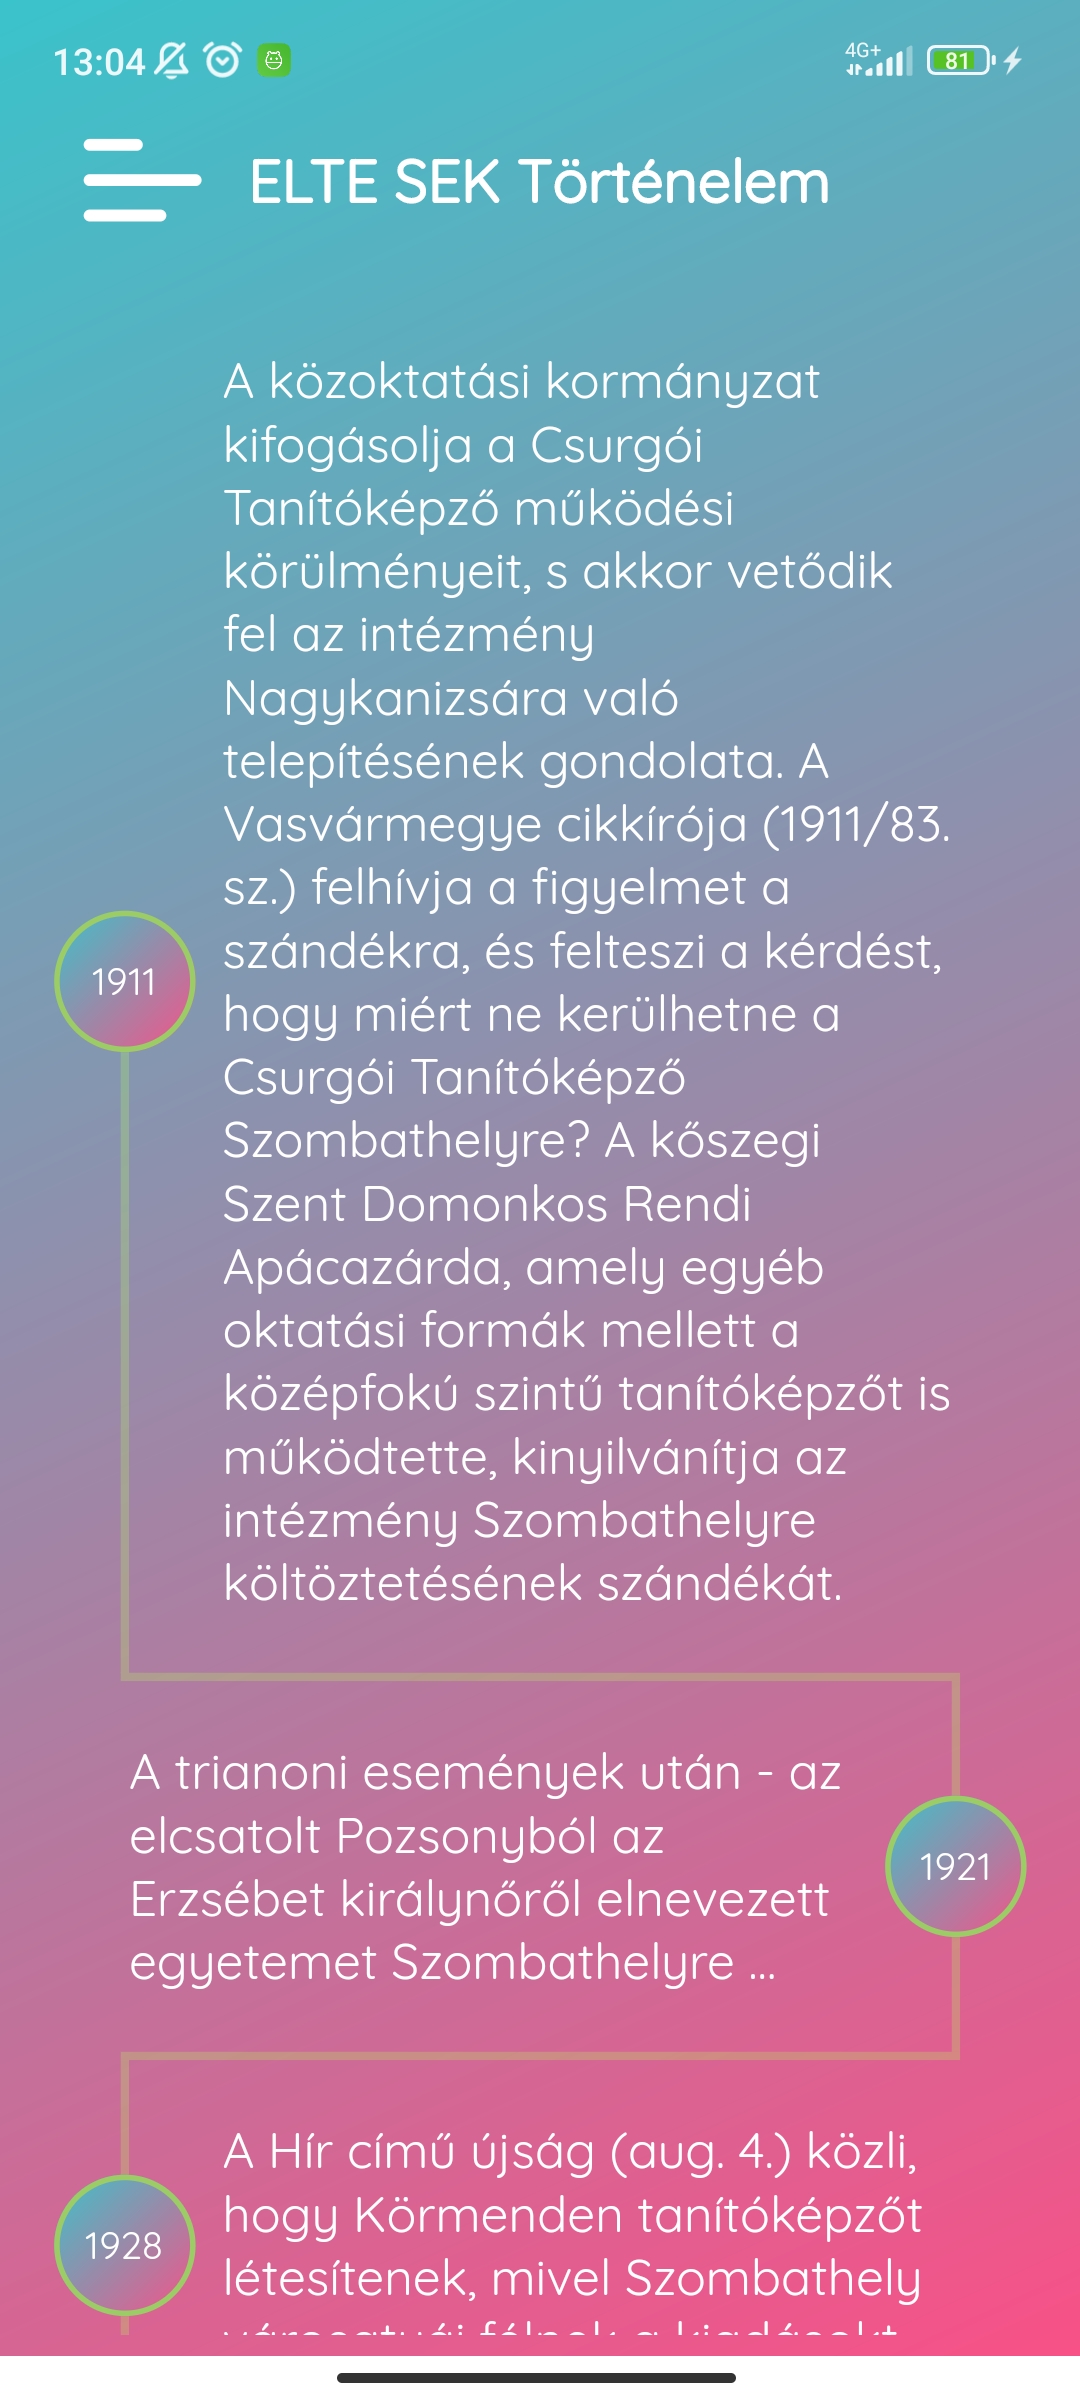 13:04
4G+
81
ELTE SEK Történelem
A közoktatási kormányzat
kifogásolja a Csurgói
Tanítóképző működési
körülményeit, s akkor vetődik
fel az intézmény
Nagykanizsára való
telepítésének gondolata. A
Vasvármegye cikkírója (1911/83.
sz.) felhívja a figyelmet a
szándékra, és felteszi a kérdést,
1911
hogy miért ne kerülhetne a
Csurgói Tanítóképző
Szombathelyre? A kőszegi
Szent Domonkos Rendi
Apácazárda, amely egyéb
oktatási formák mellett a
középfokú szintű tanítóképzőt is
működtette, kinyilvánítja az
intézmény Szombathelyre
költöztetésének szándékát.
A trianoni események után - az
elcsatolt Pozsonyból az
1921
Erzsébet királynőről elnevezett
egyetemet Szombathelyre ...
A Hír című újság (aug. 4.) közli,
hogy Körmenden tanítóképzőt
1928
létesítenek, mivel Szombathely